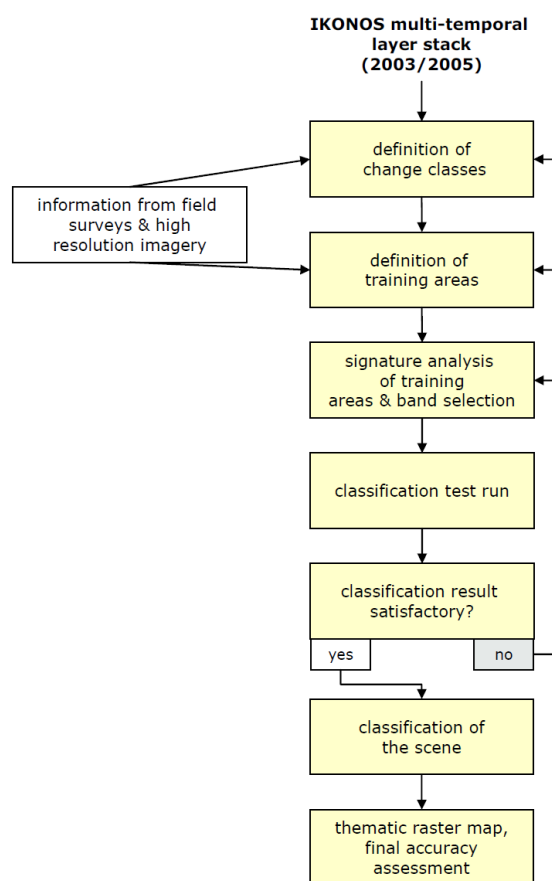 IKONOS multi-temporal
layer stack
(2003/2005)
definition of
change classes
information from field
surveys & high
resolution imagery
definition of
training areas
signature analysis
of training
areas & band selection
classification test run
classification result
satisfactory?
yes
no
classification of
the scene
thematic raster map,
final accuracy
assessment